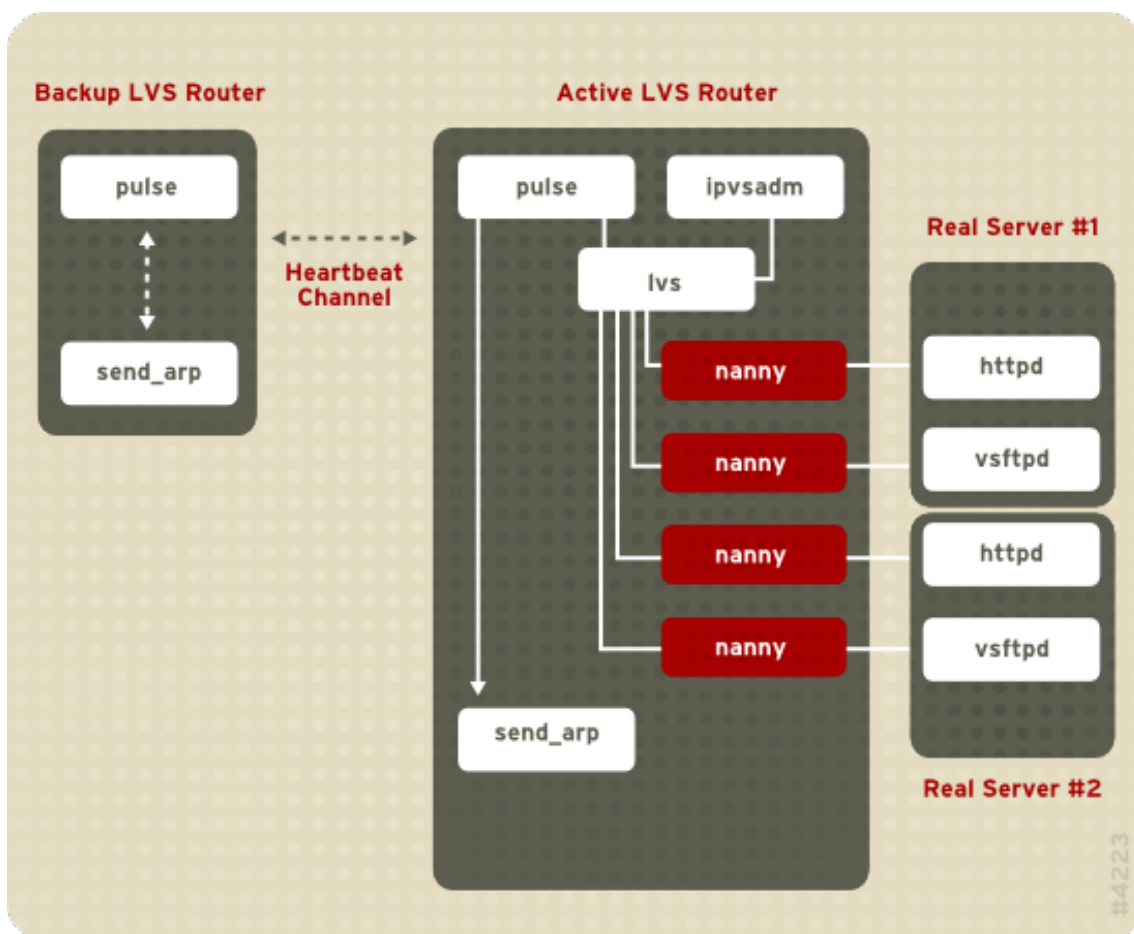 Backup LVS Router
Active LVS Router
pulse
pulse
ipvsadm
Heartbeat
Channel
lvs
Real Server #1
send_arp
nanny
httpd
nanny
vsftpd
nanny
httpd
nanny
vsftpd
send_arp
Real Server #2
#4223